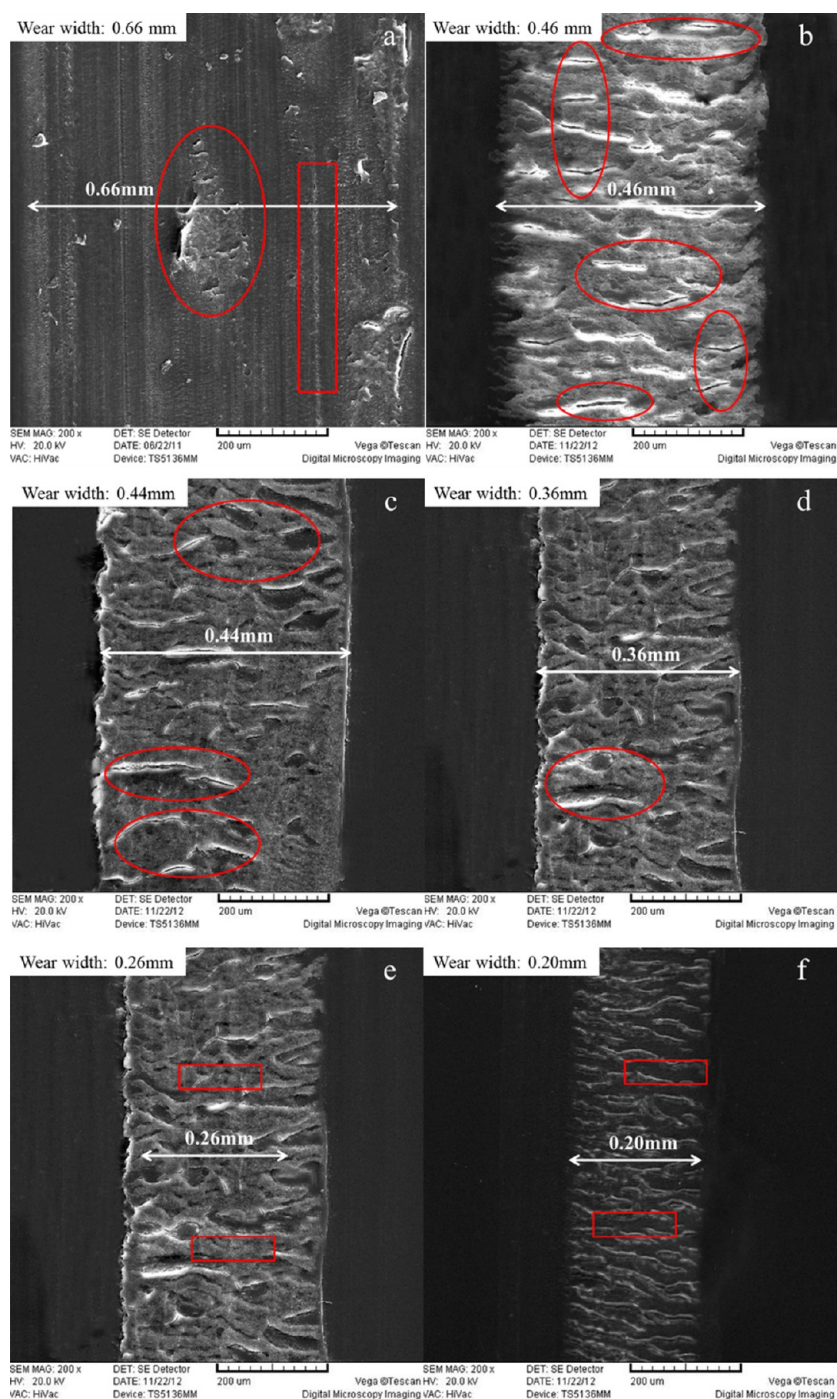 Wear width: 0.66 mm
a
0.66mm
SEM MAG: 200 x DET: SE Detector
HV: 20.0 kV DATE: 06/22/11 200 um Vega ©Tescan
VAC: HiVac Device: TS5136MM Digital Microscopy Imaging
Wear width: 0.46 mm
b
0.46mm
SEM MAG: 200 x DET: SE Detector
HV: 20.0 kV DATE: 11/22/12 200 um Vega ©Tescan
VAC: HiVac Device: TS5136MM Digital Microscopy Imaging
Wear width: 0.44mm
c
0.44mm
SEM MAG: 200 x DET: SE Detector
HV: 20.0 kV DATE: 11/22/12 200 um Vega ©Tescan
VAC: HiVac Device: TS5136MM Digital Microscopy Imaging
Wear width: 0.36mm
d
0.36mm
SEM MAG: 200 x DET: SE Detector
HV: 20.0 kV DATE: 11/22/12 200 um Vega ©Tescan
VAC: HiVac Device: TS5136MM Digital Microscopy Imaging
Wear width: 0.26mm
e
0.26mm
SEM MAG: 200 x DET: SE Detector
HV: 20.0 kV DATE: 11/22/12 200 um Vega ©Tescan
VAC: HiVac Device: TS5136MM Digital Microscopy Imaging
Wear width: 0.20mm
f
0.20mm
SEM MAG: 200 x DET: SE Detector
HV: 20.0 kV DATE: 11/22/12 200 um Vega ©Tescan
VAC: HiVac Device: TS5136MM Digital Microscopy Imaging